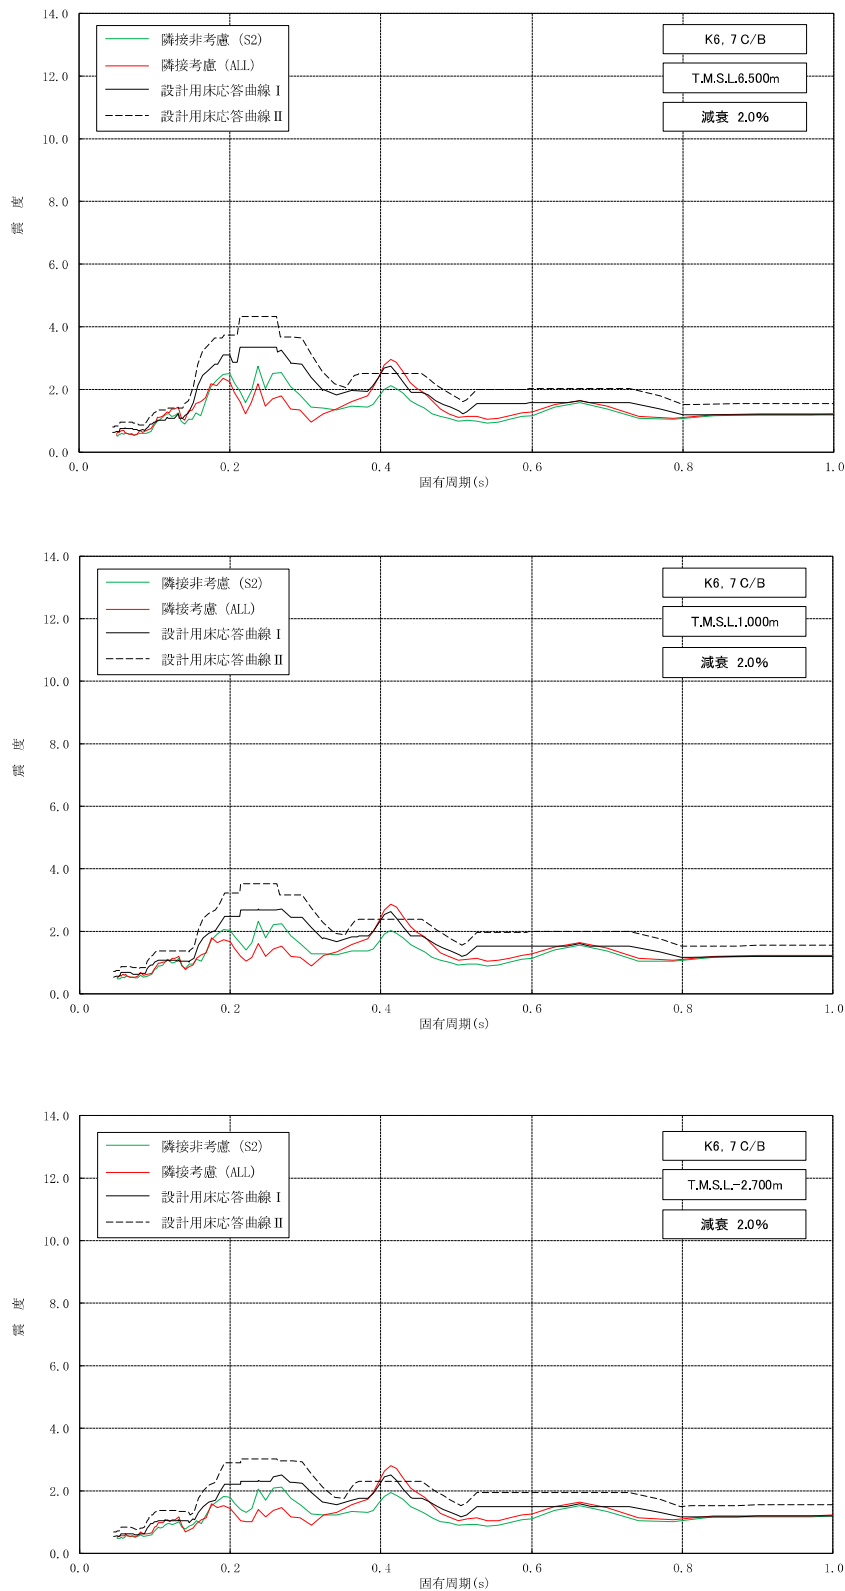 14.0
12.0
10.0
8.0
6.0
4.0
2.0
0.0
震 度
隣接非考慮 (S2)
隣接考慮 (ALL)
設計用床応答曲線Ⅰ
設計用床応答曲線Ⅱ
K6, 7 C/B
T.M.S.L.6.500m
減衰 2.0%
0.0 0.2 0.4 0.6 0.8 1.0
固有周期(s)
14.0
12.0
10.0
8.0
6.0
4.0
2.0
0.0
震 度
隣接非考慮 (S2)
隣接考慮 (ALL)
設計用床応答曲線Ⅰ
設計用床応答曲線Ⅱ
K6, 7 C/B
T.M.S.L.1.000m
減衰 2.0%
0.0 0.2 0.4 0.6 0.8 1.0
固有周期(s)
14.0
12.0
10.0
8.0
6.0
4.0
2.0
0.0
震 度
隣接非考慮 (S2)
隣接考慮 (ALL)
設計用床応答曲線Ⅰ
設計用床応答曲線Ⅱ
K6, 7 C/B
T.M.S.L.-2.700m
減衰 2.0%
0.0 0.2 0.4 0.6 0.8 1.0
固有周期(s)